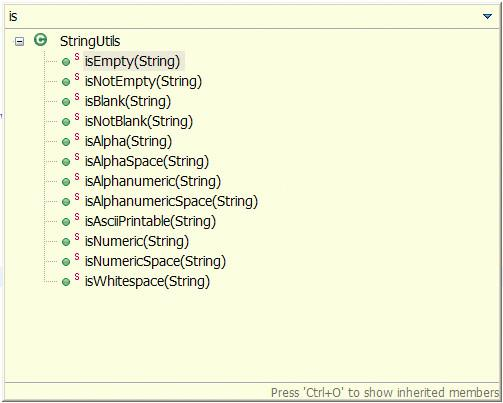 is
C StringUtils
S isEmpty(String)
S isNotEmpty(String)
S isBlank(String)
S isNotBlank(String)
S isAlpha(String)
S isAlphaSpace(String)
S isAlphanumeric(String)
S isAlphanumericSpace(String)
S isAsciiPrintable(String)
S isNumeric(String)
S isNumericSpace(String)
S isWhitespace(String)
Press 'Ctrl+O' to show inherited members